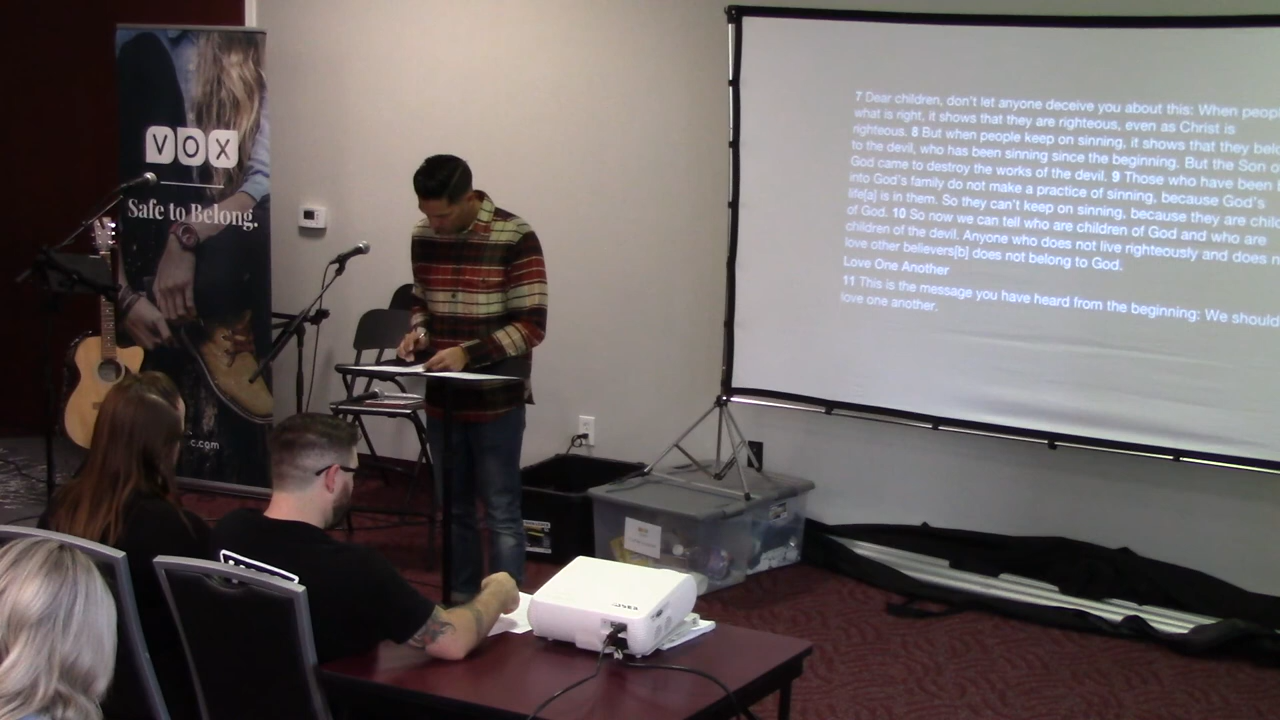 VOX
Safe to Belong.
c.com
7 Dear children, don't let anyone deceive you about this: When peopl
what is right, it shows that they are righteous, even as Christ is
righteous. 8 But when people keep on sinning, it shows that they belo
to the devil, who has been sinning since the beginning. But the Son o
God came to destroy the works of the devil. 9 Those who have been
into God's family do not make a practice of sinning, because God's
life[a] is in them. So they can't keep on sinning, because they are child
of God. 10 So now we can tell who are children of God and who are
children of the devil. Anyone who does not live righteously and does n
love other believers[b] does not belong to God.
Love One Another
11 This is the message you have heard from the beginning: We should
love one another.